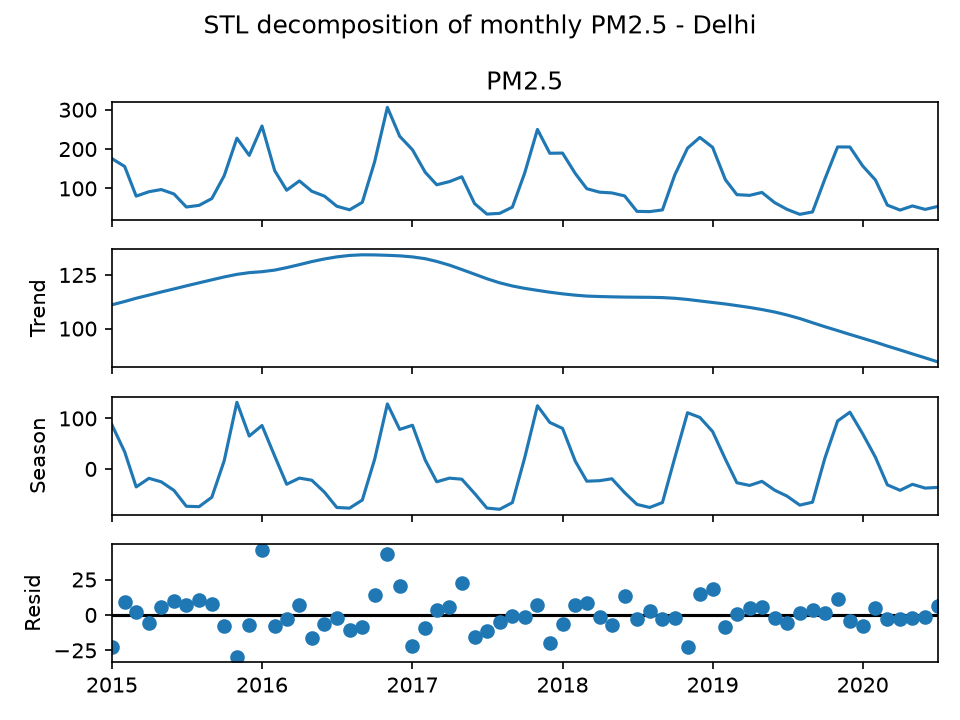 STL decomposition of monthly PM2.5 - Delhi
PM2.5
300
200
100
Trend
125
100
Season
100
0
Resid
25
0
−25
2015 2016 2017 2018 2019 2020